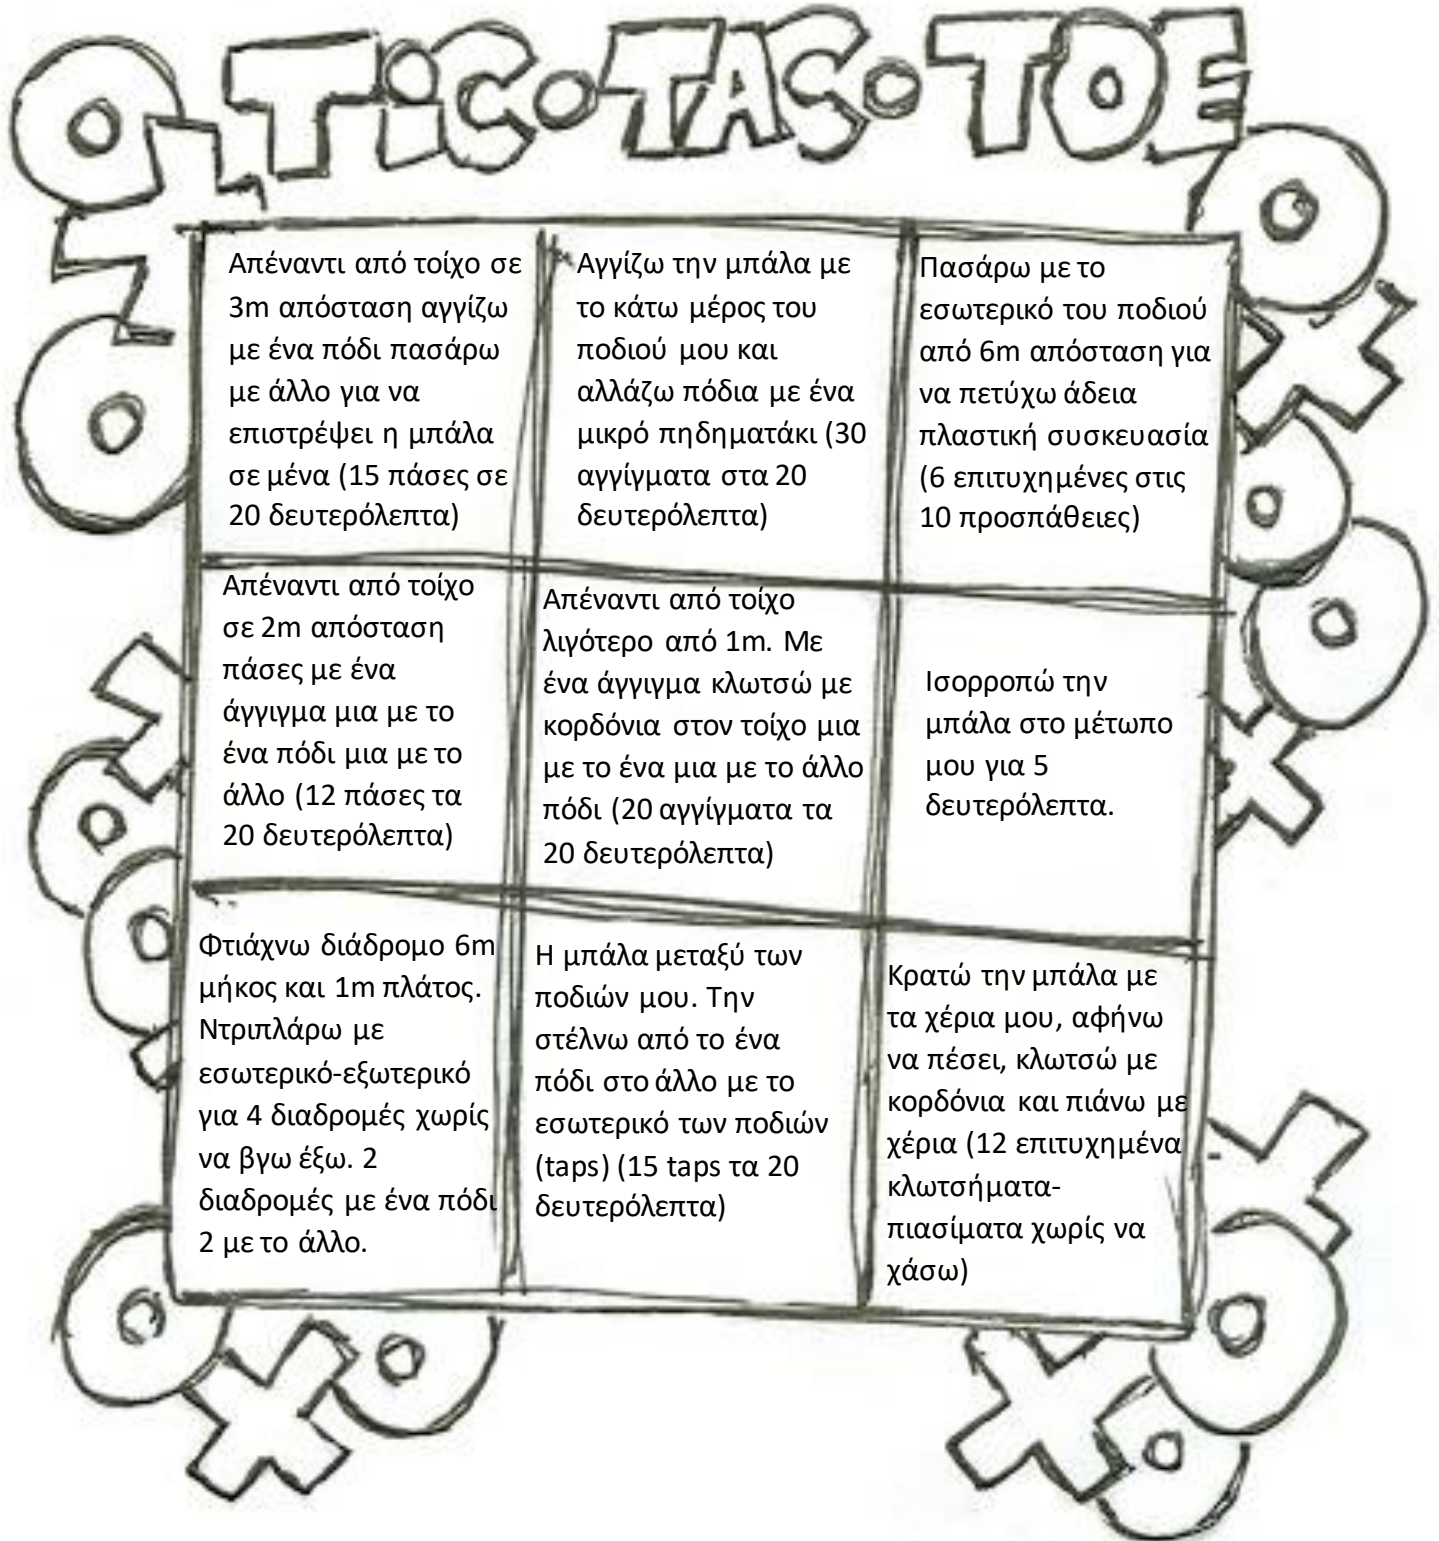 TIC·TAC·TOE
Απέναντι από τοίχο σε
3m απόσταση αγγίζω
με ένα πόδι πασάρω
με άλλο για να
επιστρέψει η μπάλα
σε μένα (15 πάσες σε
20 δευτερόλεπτα)
Αγγίζω την μπάλα με
το κάτω μέρος του
ποδιού μου και
αλλάζω πόδια με ένα
μικρό πηδηματάκι (30
αγγίγματα στα 20
δευτερόλεπτα)
Πασάρω με το
εσωτερικό του ποδιού
από 6m απόσταση για
να πετύχω άδεια
πλαστική συσκευασία
(6 επιτυχημένες στις
10 προσπάθειες)
Απέναντι από τοίχο
σε 2m απόσταση
πάσες με ένα
άγγιγμα μια με το
ένα πόδι μια με το
άλλο (12 πάσες τα
20 δευτερόλεπτα)
Απέναντι από τοίχο
λιγότερο από 1m. Με
ένα άγγιγμα κλωτσώ με
κορδόνια στον τοίχο μια
με το ένα μια με το άλλο
πόδι (20 αγγίγματα τα
20 δευτερόλεπτα)
Ισορροπώ την
μπάλα στο μέτωπο
μου για 5
δευτερόλεπτα.
Φτιάχνω διάδρομο 6m
μήκος και 1m πλάτος.
Ντριπλάρω με
εσωτερικό-εξωτερικό
για 4 διαδρομές χωρίς
να βγω έξω. 2
διαδρομές με ένα πόδι
2 με το άλλο.
Η μπάλα μεταξύ των
ποδιών μου. Την
στέλνω από το ένα
πόδι στο άλλο με το
εσωτερικό των ποδιών
(taps) (15 taps τα 20
δευτερόλεπτα)
Κρατώ την μπάλα με
τα χέρια μου, αφήνω
να πέσει, κλωτσώ με
κορδόνια και πιάνω με
χέρια (12 επιτυχημένα
κλωτσήματα-
πιασίματα χωρίς να
χάσω)